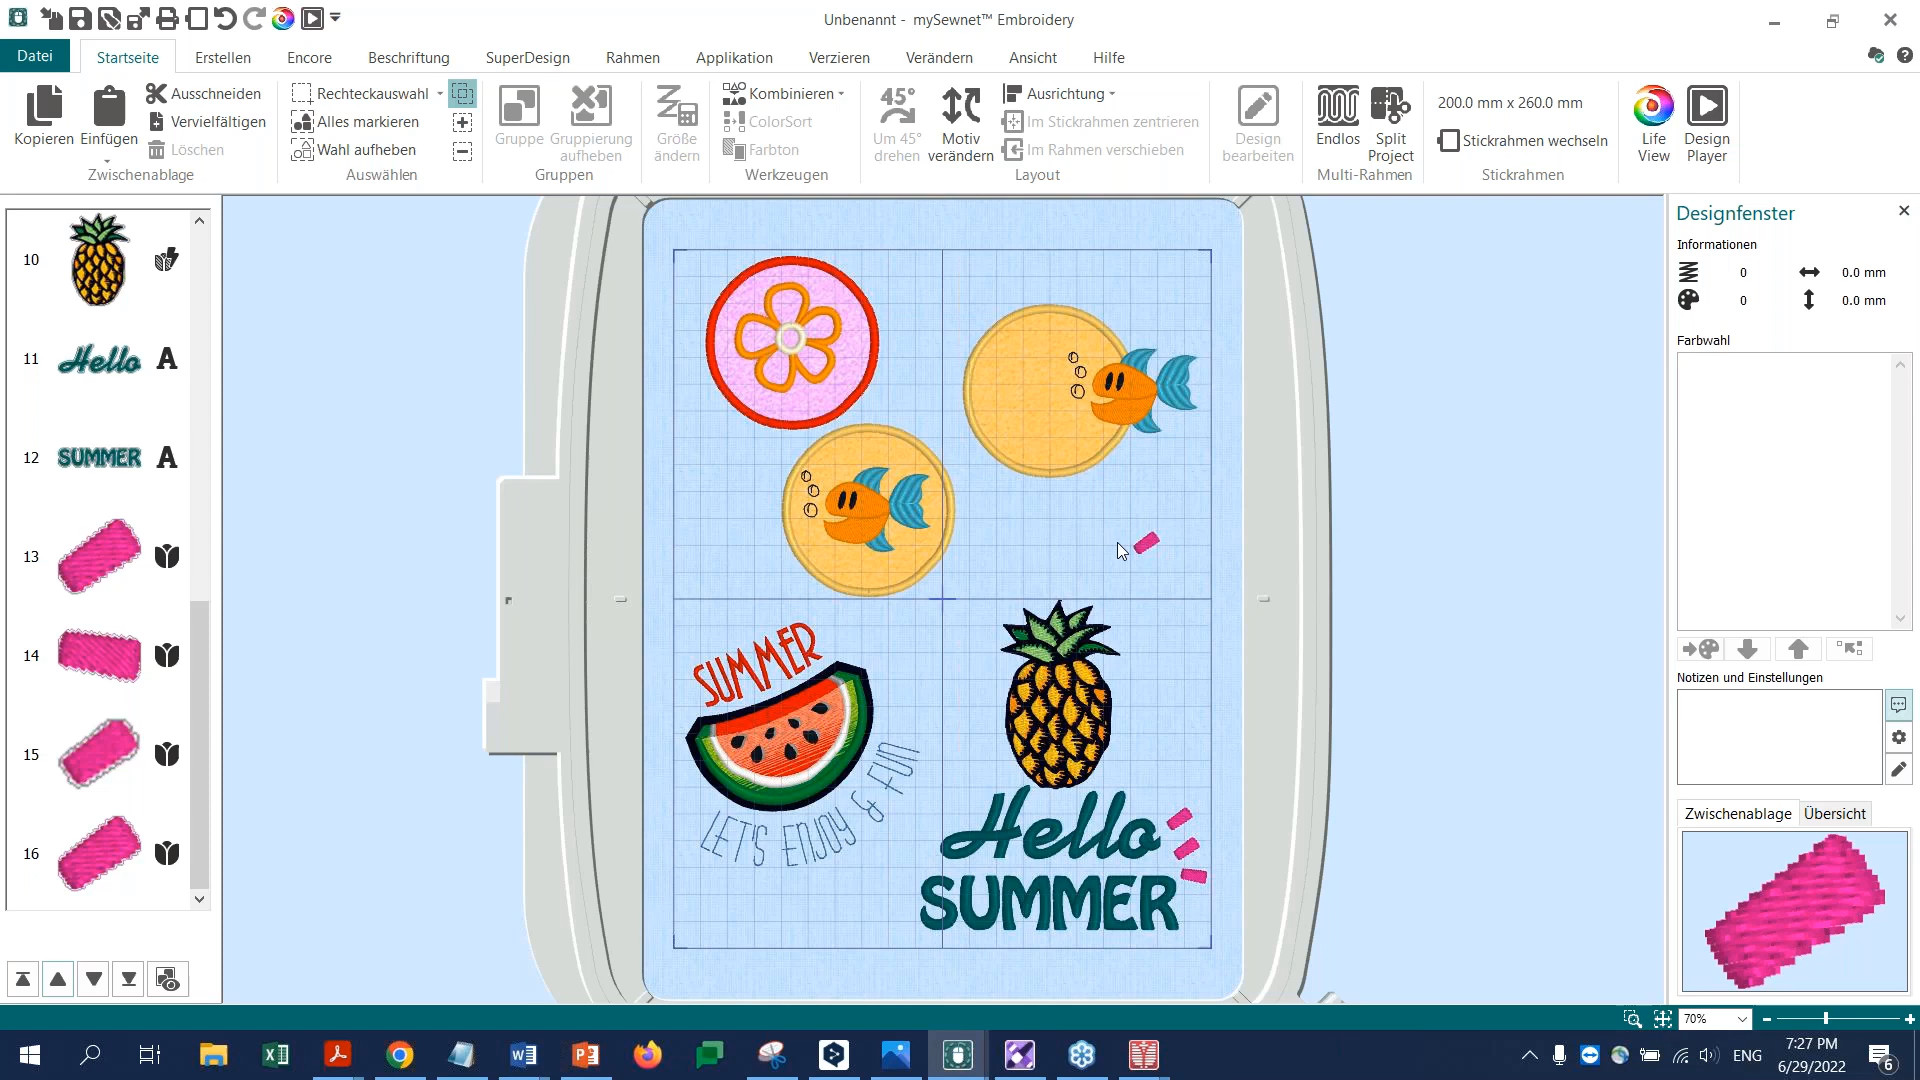 Unbenannt - mySewnet™ Embroidery
Datei Startseite Erstellen Encore Beschriftung SuperDesign Rahmen Applikation Verzieren Verändern Ansicht Hilfe
Kopieren
Einfügen
Ausschneiden
Vervielfältigen
Löschen
Zwischenablage
Rechteckauswahl
Alles markieren
Wahl aufheben
Auswählen
Gruppe
Gruppierung
aufheben
Gruppen
Größe
ändern
Kombinieren
ColorSort
Farbton
Werkzeugen
45°
Um 45°
drehen
Motiv
verändern
Ausrichtung
Im Stickrahmen zentrieren
Im Rahmen verschieben
Layout
Design
bearbeiten
Endlos
Split
Project
Multi-Rahmen
200.0 mm x 260.0 mm
Stickrahmen wechseln
Stickrahmen
Life
View
Design
Player
10
11 Hello A
12 SUMMER A
13
14
15
16
SUMMER
LET'S ENJOY & FUN
Hello
SUMMER
Designfenster
Informationen
0 0.0 mm
0 0.0 mm
Farbwahl
Notizen und Einstellungen
Zwischenablage Übersicht
70%
ENG
7:27 PM
6/29/2022
6